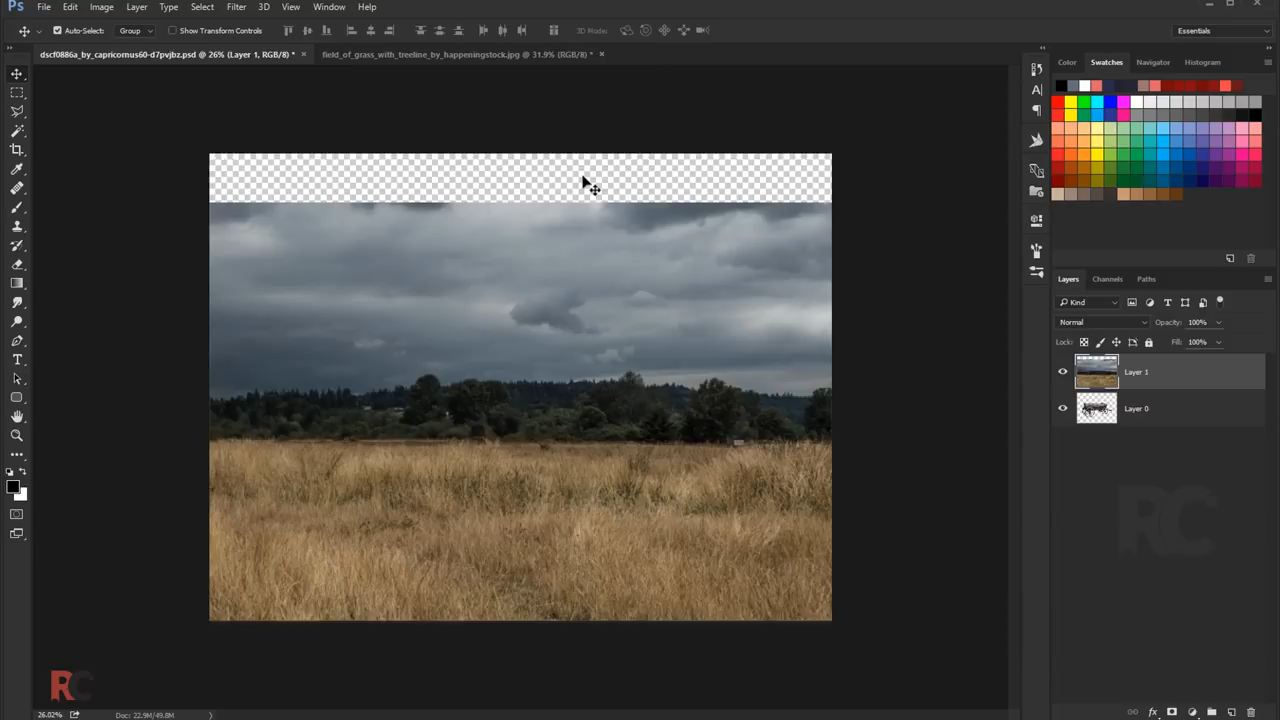 Ps File Edit Image Layer Type Select Filter 3D View Window Help
Auto-Select: Group Show Transform Controls 3D Mode: Essentials
dscf0886a_by_capricornus60-d7pvjbz.psd @ 26% (Layer 1, RGB/8) * × field_of_grass_with_treeline_by_happeningstock.jpg @ 31.9% (RGB/8) * ×
Color Swatches Navigator Histogram
Layers Channels Paths
Kind
Normal Opacity: 100%
Lock: Fill: 100%
Layer 1
Layer 0
RC
RC
26.02% Doc: 22.9M/49.8M